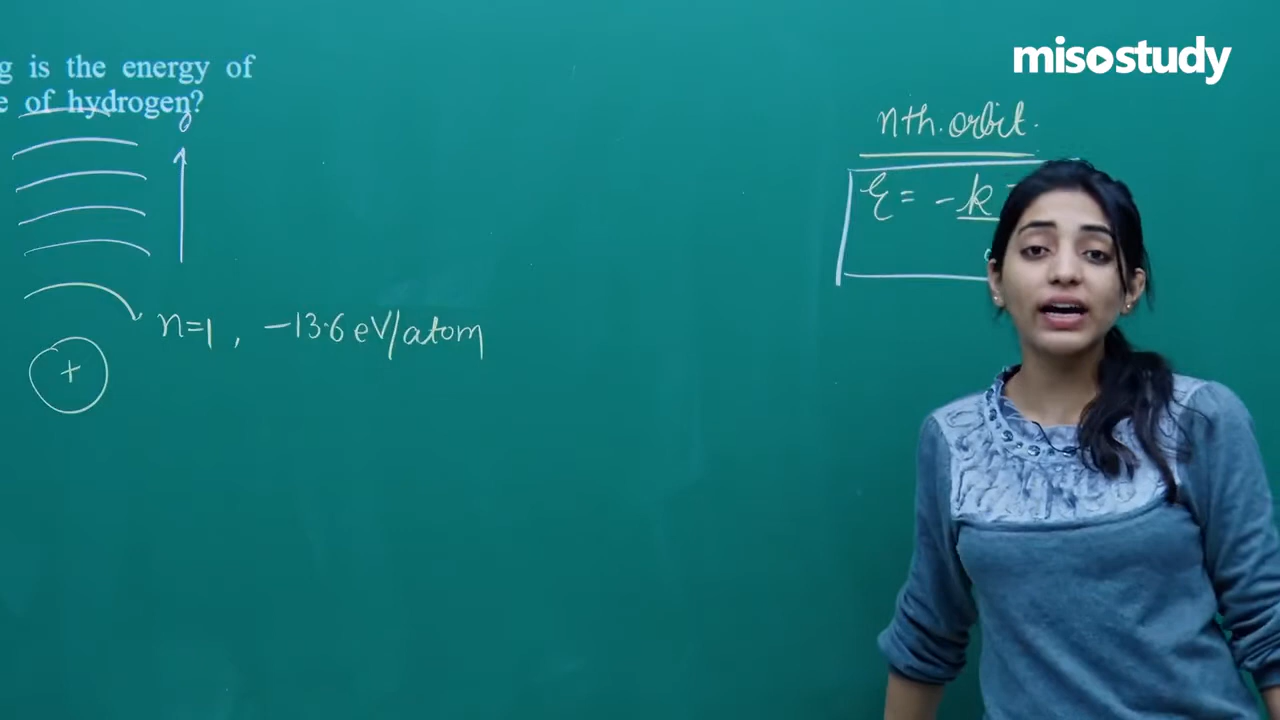 misostudy
g is the energy of
e of hydrogen?
nth. orbit.
E = - k
n=1, -13.6 eV/atom
+